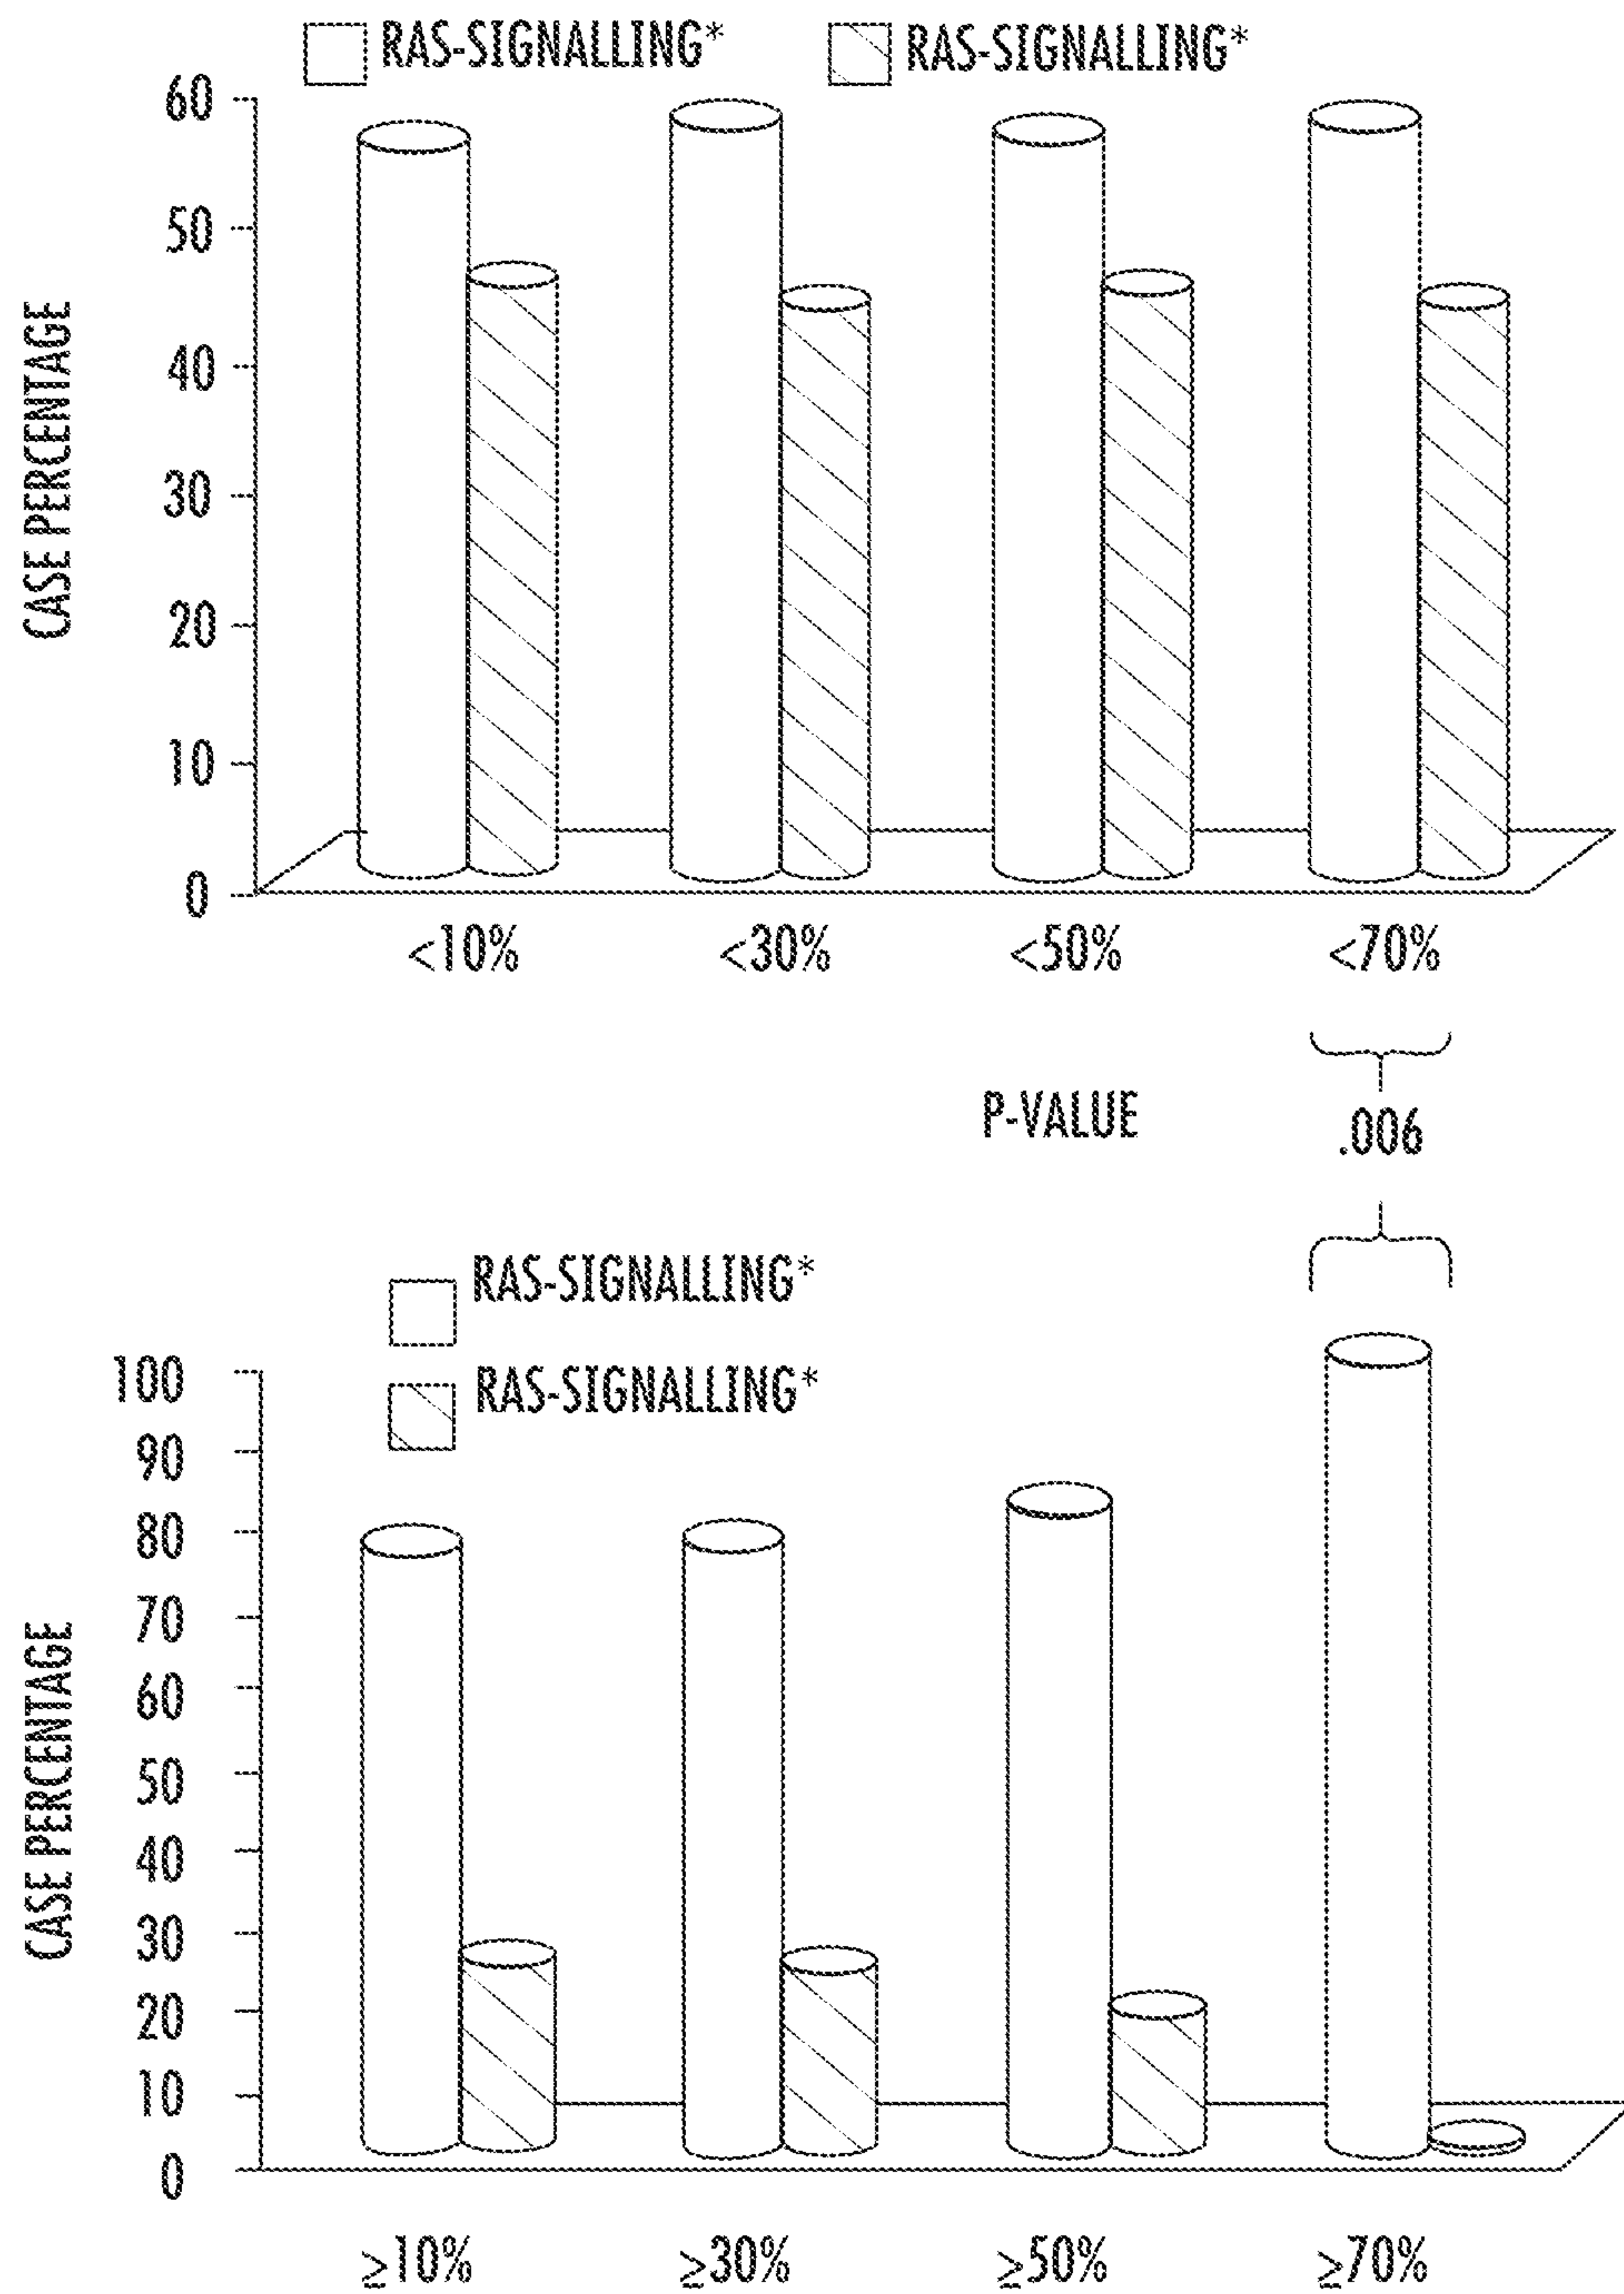 RAS-SIGNALLING* RAS-SIGNALLING*
60
50
40
30
20
10
0
CASE PERCENTAGE
<10% <30% <50% <70%
P-VALUE .006
RAS-SIGNALLING*
RAS-SIGNALLING*
100
90
80
70
60
50
40
30
20
10
0
CASE PERCENTAGE
≥10% ≥30% ≥50% ≥70%